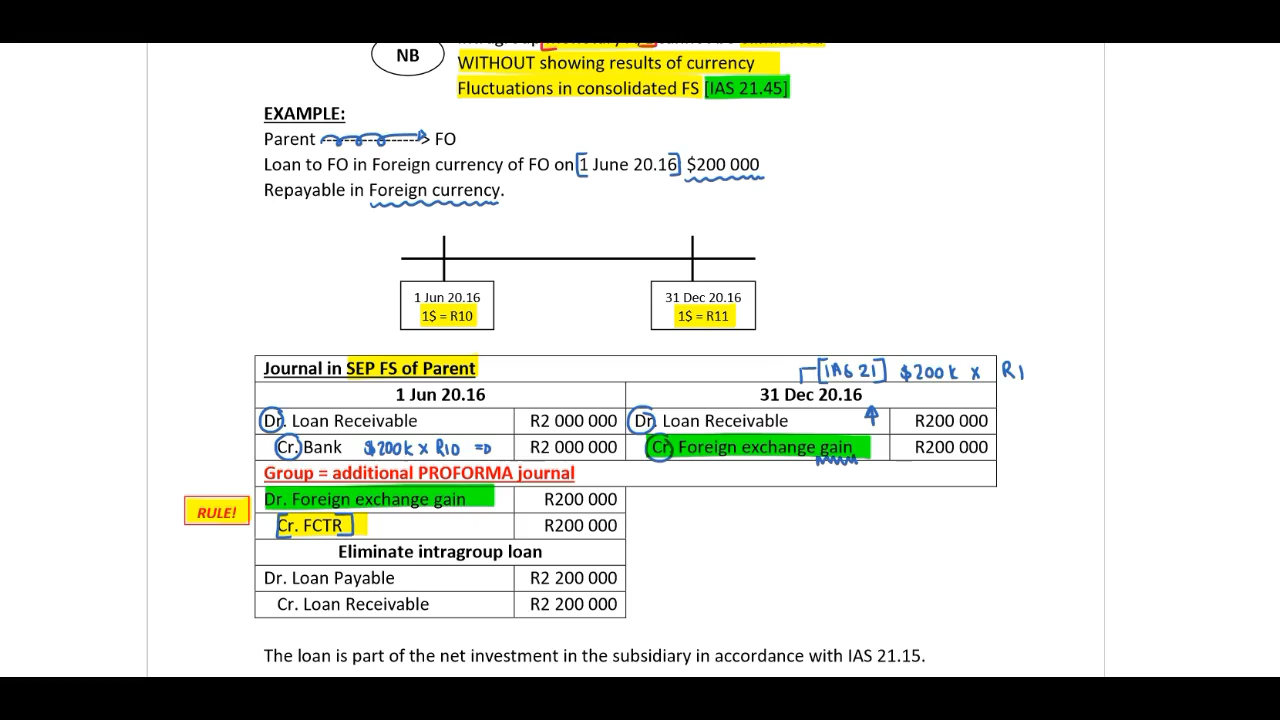 NB
WITHOUT showing results of currency
Fluctuations in consolidated FS [IAS 21.45]
EXAMPLE:
Parent ------------------> FO
Loan to FO in Foreign currency of FO on 1 June 20.16 $200 000
Repayable in Foreign currency.
1 Jun 20.16
1$ = R10
31 Dec 20.16
1$ = R11
Journal in SEP FS of Parent
[IAS 21] $200k x R1
1 Jun 20.16
31 Dec 20.16
Dr. Loan Receivable R2 000 000 Dr. Loan Receivable R200 000
Cr. Bank $200k x R10 => R2 000 000 Cr. Foreign exchange gain R200 000
Group = additional PROFORMA journal
Dr. Foreign exchange gain R200 000
RULE!
Cr. FCTR R200 000
Eliminate intragroup loan
Dr. Loan Payable R2 200 000
Cr. Loan Receivable R2 200 000
The loan is part of the net investment in the subsidiary in accordance with IAS 21.15.